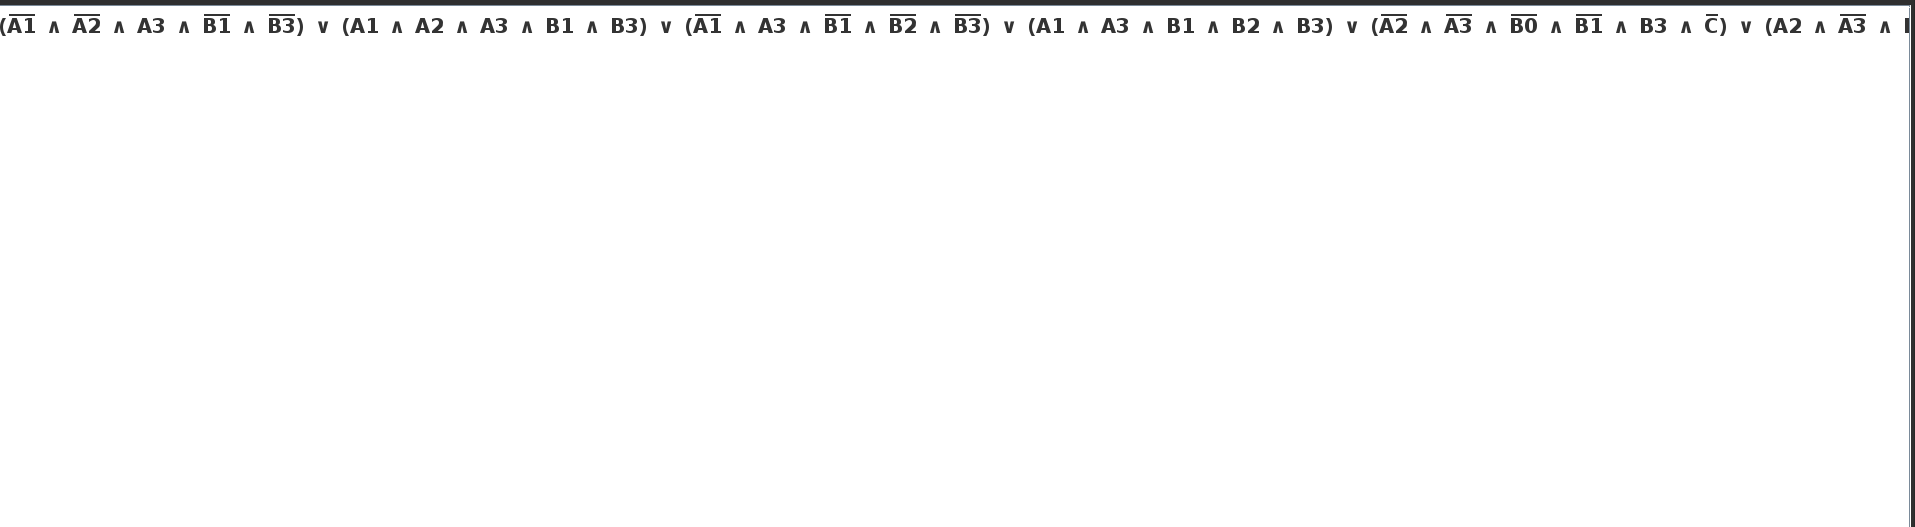 (A̅1̅ ∧ A̅2̅ ∧ A3 ∧ B̅1̅ ∧ B̅3̅) ∨ (A1 ∧ A2 ∧ A3 ∧ B1 ∧ B3) ∨ (A̅1̅ ∧ A3 ∧ B̅1̅ ∧ B̅2̅ ∧ B̅3̅) ∨ (A1 ∧ A3 ∧ B1 ∧ B2 ∧ B3) ∨ (A̅2̅ ∧ A̅3̅ ∧ B̅0̅ ∧ B̅1̅ ∧ B3 ∧ C̅) ∨ (A2 ∧ A̅3̅ ∧